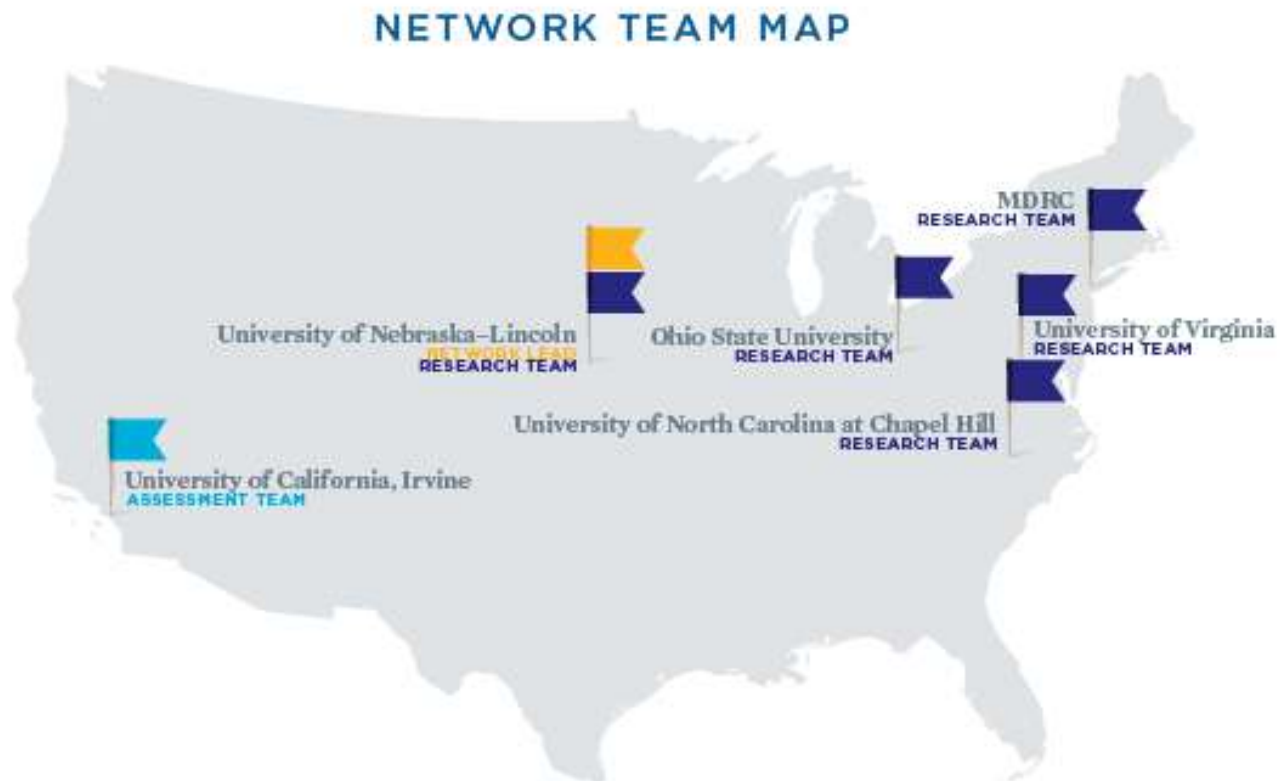 NETWORK TEAM MAP
MDRC
RESEARCH TEAM
University of Nebraska–Lincoln
NETWORK LEAD
RESEARCH TEAM
Ohio State University
RESEARCH TEAM
University of Virginia
RESEARCH TEAM
University of North Carolina at Chapel Hill
RESEARCH TEAM
University of California, Irvine
ASSESSMENT TEAM